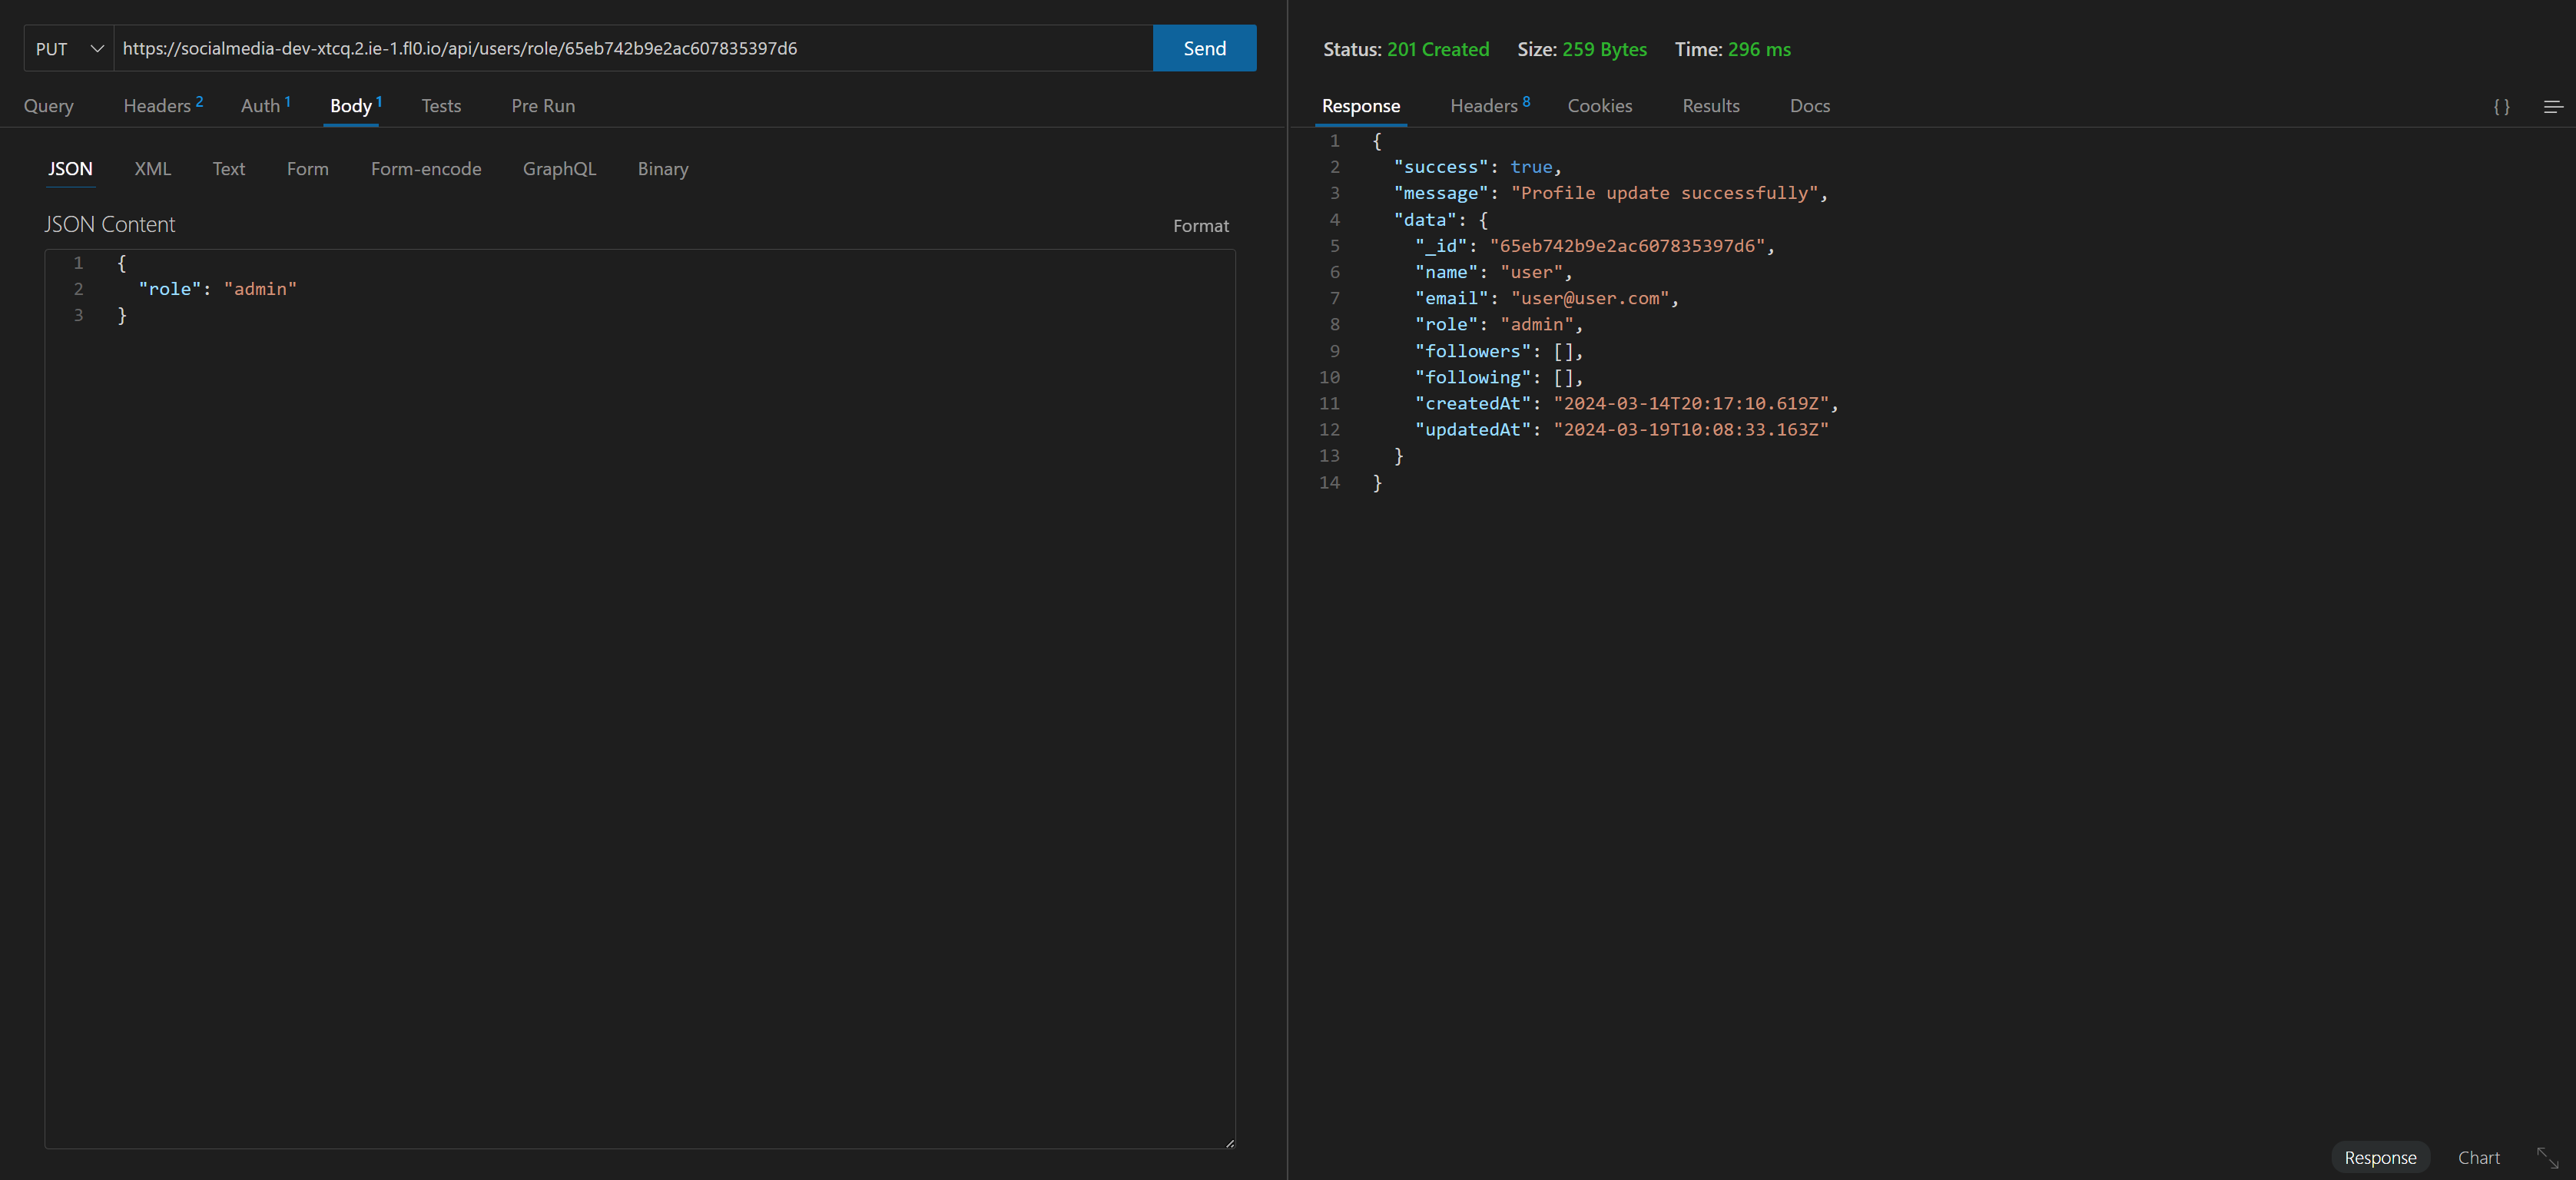 PUT https://socialmedia-dev-xtcq.2.ie-1.fl0.io/api/users/role/65eb742b9e2ac607835397d6 Send
Query Headers 2 Auth 1 Body 1 Tests Pre Run
JSON XML Text Form Form-encode GraphQL Binary
JSON Content Format
1 {
2 "role": "admin"
3 }
Status: 201 Created Size: 259 Bytes Time: 296 ms
Response Headers 8 Cookies Results Docs { }
1 {
2 "success": true,
3 "message": "Profile update successfully",
4 "data": {
5 "_id": "65eb742b9e2ac607835397d6",
6 "name": "user",
7 "email": "user@user.com",
8 "role": "admin",
9 "followers": [],
10 "following": [],
11 "createdAt": "2024-03-14T20:17:10.619Z",
12 "updatedAt": "2024-03-19T10:08:33.163Z"
13 }
14 }
Response Chart